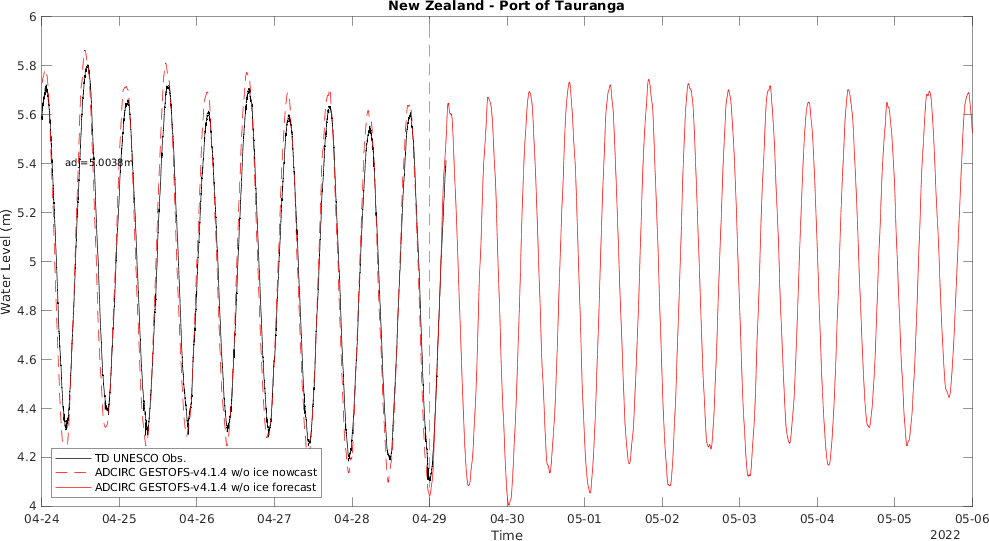 New Zealand - Port of Tauranga
Water Level (m)
6
5.8
5.6
5.4
5.2
5
4.8
4.6
4.4
4.2
4
adj=5.0038m
TD UNESCO Obs.
ADCIRC GESTOFS-v4.1.4 w/o ice nowcast
ADCIRC GESTOFS-v4.1.4 w/o ice forecast
04-24 04-25 04-26 04-27 04-28 04-29 04-30 05-01 05-02 05-03 05-04 05-05 05-06
Time
2022